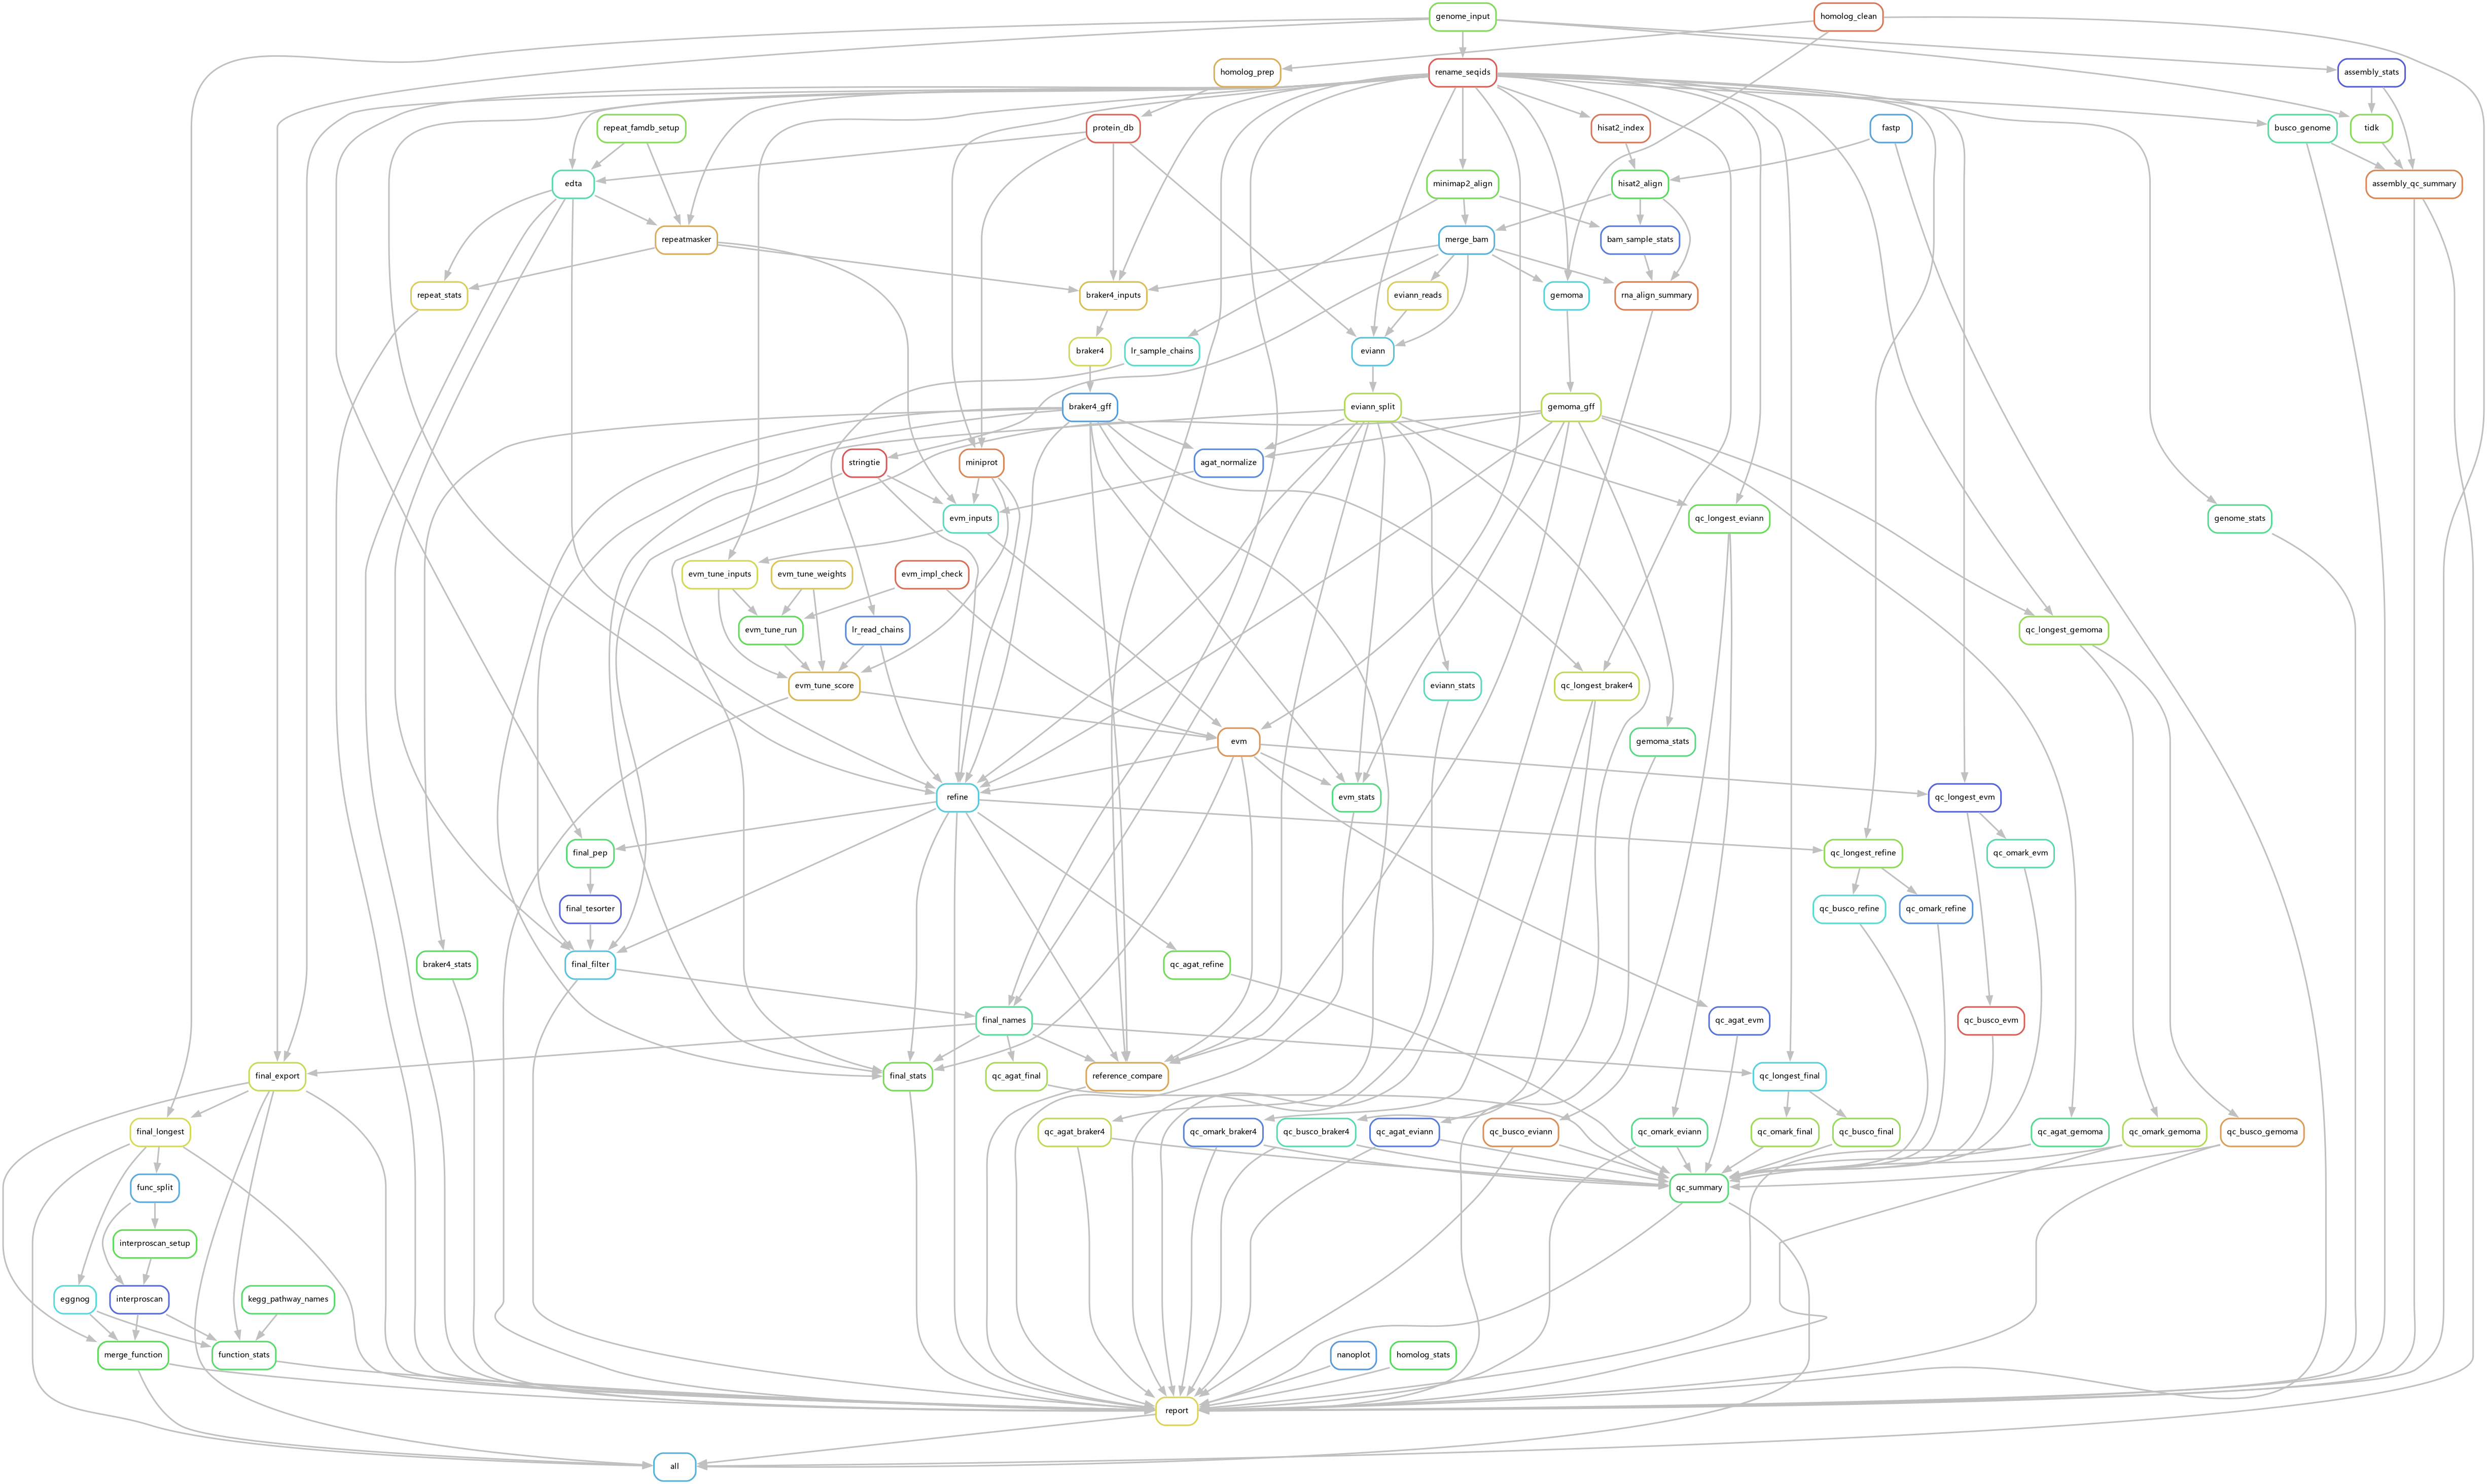 genome_input
homolog_clean
homolog_prep
rename_seqids
assembly_stats
repeat_famdb_setup
protein_db
hisat2_index
fastp
busco_genome
tidk
edta
minimap2_align
hisat2_align
assembly_qc_summary
repeatmasker
merge_bam
bam_sample_stats
repeat_stats
braker4_inputs
eviann_reads
gemoma
rna_align_summary
braker4
lr_sample_chains
eviann
braker4_gff
eviann_split
gemoma_gff
stringtie
miniprot
agat_normalize
evm_inputs
qc_longest_eviann
genome_stats
evm_tune_inputs
evm_tune_weights
evm_impl_check
evm_tune_run
lr_read_chains
qc_longest_gemoma
evm_tune_score
eviann_stats
qc_longest_braker4
evm
gemoma_stats
refine
evm_stats
qc_longest_evm
final_pep
qc_longest_refine
qc_omark_evm
final_tesorter
qc_busco_refine
qc_omark_refine
braker4_stats
final_filter
qc_agat_refine
final_names
qc_agat_evm
qc_busco_evm
final_export
final_stats
qc_agat_final
reference_compare
qc_longest_final
final_longest
qc_agat_braker4
qc_omark_braker4
qc_busco_braker4
qc_agat_eviann
qc_busco_eviann
qc_omark_eviann
qc_omark_final
qc_busco_final
qc_agat_gemoma
qc_omark_gemoma
qc_busco_gemoma
func_split
qc_summary
interproscan_setup
eggnog
interproscan
kegg_pathway_names
merge_function
function_stats
nanoplot
homolog_stats
report
all